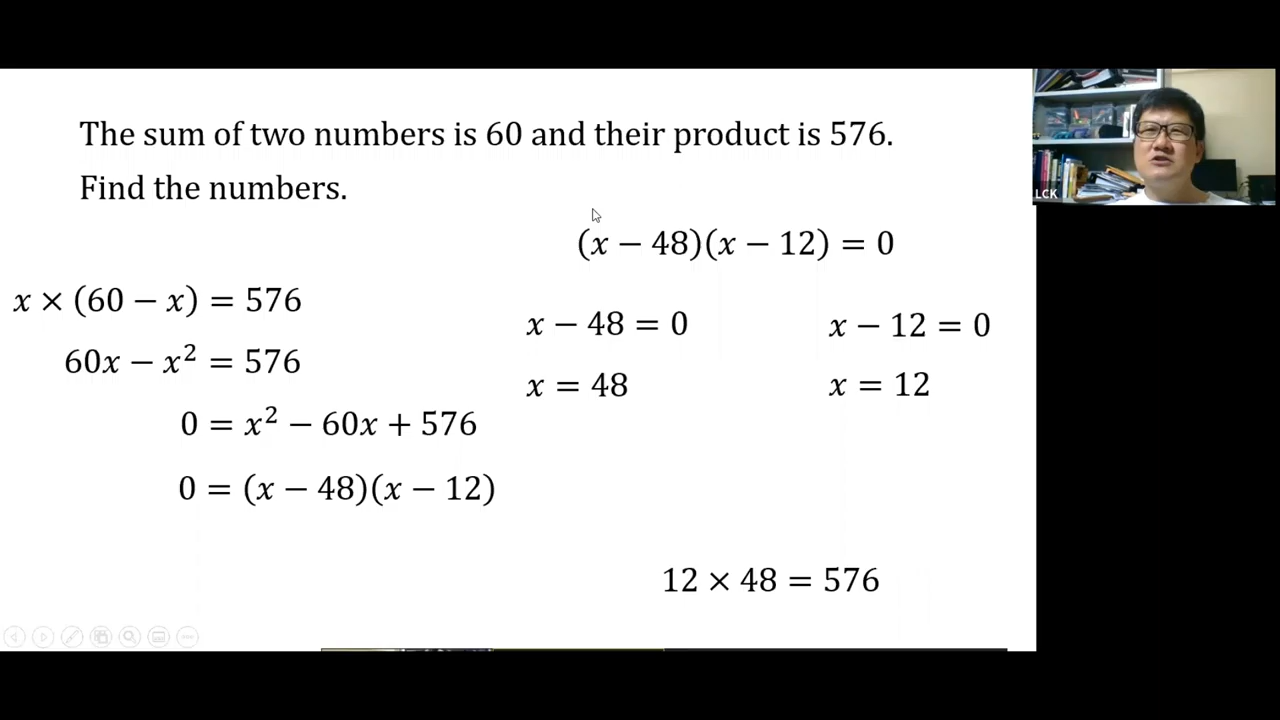 The sum of two numbers is 60 and their product is 576.
Find the numbers.
x × (60 − x) = 576
60x − x² = 576
0 = x² − 60x + 576
0 = (x − 48)(x − 12)
(x − 48)(x − 12) = 0
x − 48 = 0
x = 48
x − 12 = 0
x = 12
12 × 48 = 576
LCK